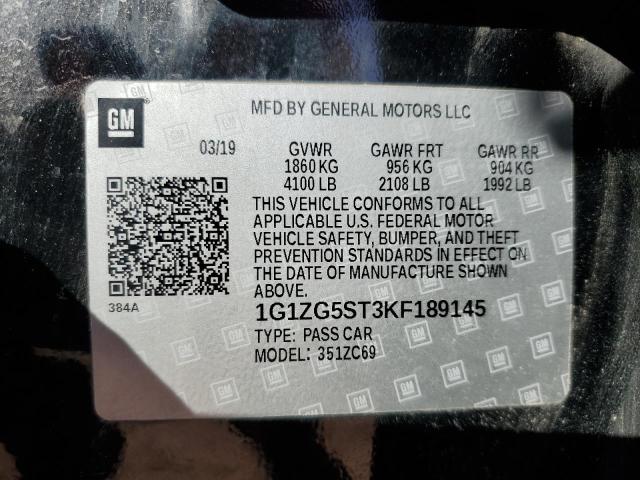 GM
MFD BY GENERAL MOTORS LLC
03/19 GVWR GAWR FRT GAWR RR
1860 KG 956 KG 904 KG
4100 LB 2108 LB 1992 LB
THIS VEHICLE CONFORMS TO ALL
APPLICABLE U.S. FEDERAL MOTOR
VEHICLE SAFETY, BUMPER, AND THEFT
PREVENTION STANDARDS IN EFFECT ON
THE DATE OF MANUFACTURE SHOWN
ABOVE.
384A
1G1ZG5ST3KF189145
TYPE: PASS CAR
MODEL: 351ZC69